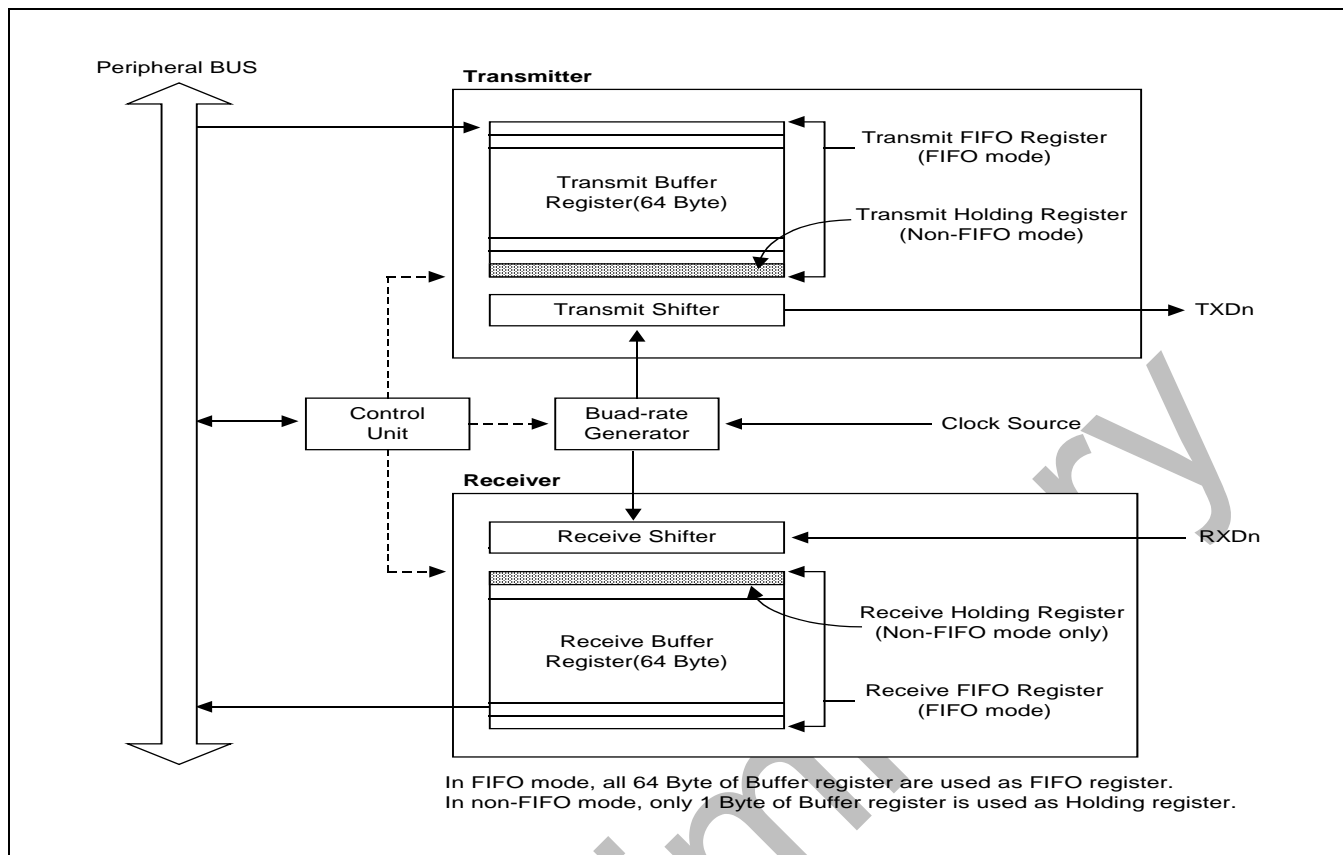 Peripheral BUS
Transmitter
Transmit FIFO Register
(FIFO mode)
Transmit Buffer
Register(64 Byte)
Transmit Holding Register
(Non-FIFO mode)
Transmit Shifter
TXDn
Control
Unit
Buad-rate
Generator
Clock Source
Receiver
Receive Shifter
RXDn
Receive Holding Register
(Non-FIFO mode only)
Receive Buffer
Register(64 Byte)
Receive FIFO Register
(FIFO mode)
In FIFO mode, all 64 Byte of Buffer register are used as FIFO register.
In non-FIFO mode, only 1 Byte of Buffer register is used as Holding register.